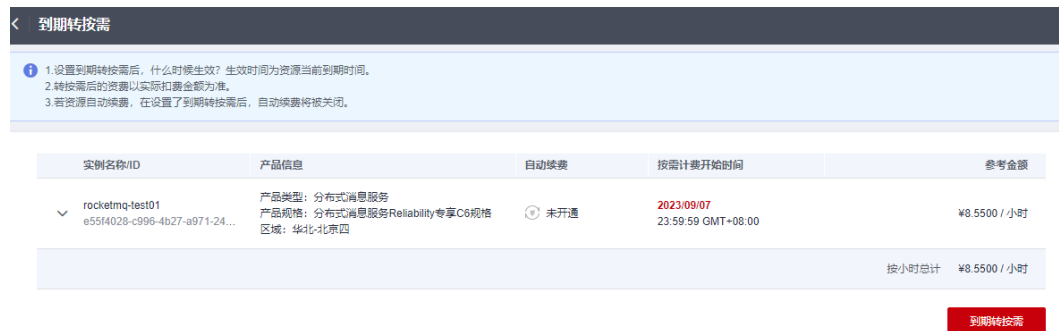 到期转按需
1.设置到期转按需后，什么时候生效？生效时间为资源当前到期时间。
2.转按需后的资费以实际扣费金额为准。
3.若资源自动续费，在设置了到期转按需后，自动续费将被关闭。
实例名称/ID 产品信息 自动续费 按需计费开始时间 参考金额
rocketmq-test01
e55f4028-c996-4b27-a971-24...
产品类型：分布式消息服务
产品规格：分布式消息服务Reliability专享C6规格
区域：华北-北京四
未开通
2023/09/07
23:59:59 GMT+08:00
¥8.5500 / 小时
按小时总计 ¥8.5500 / 小时
到期转按需